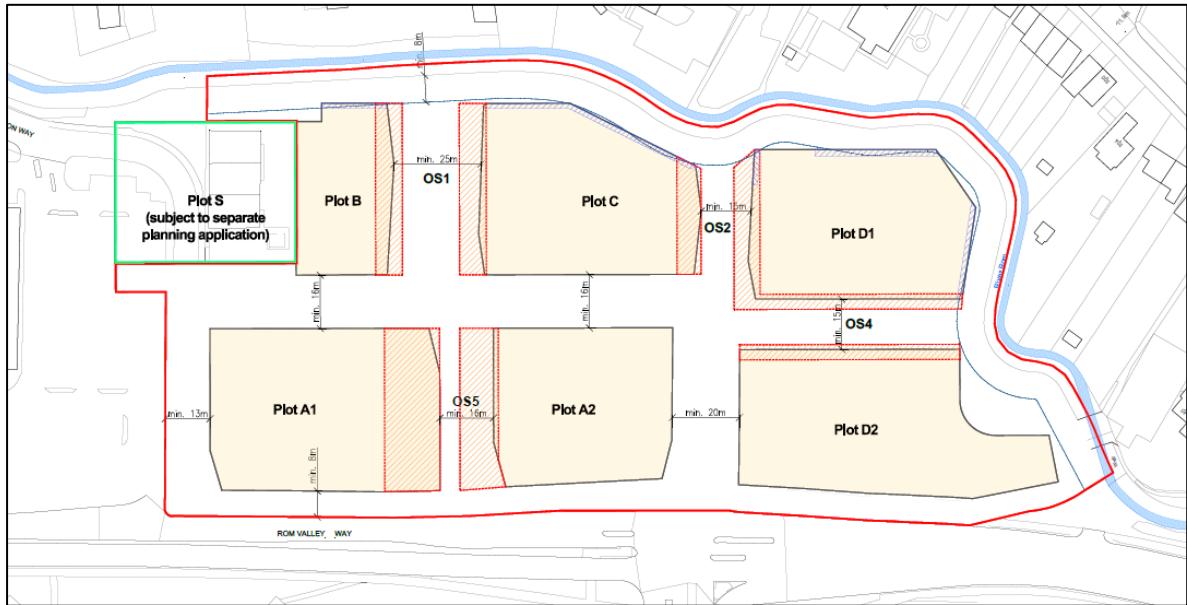 min. 8m
Plot S
(subject to separate
planning application)
Plot B
min. 25m
OS1
Plot C
min. 15m
OS2
Plot D1
min. 16m
min. 16m
min. 15m
OS4
min. 13m
Plot A1
OS5
min. 16m
Plot A2
min. 20m
Plot D2
min. 8m
ROM VALLEY WAY